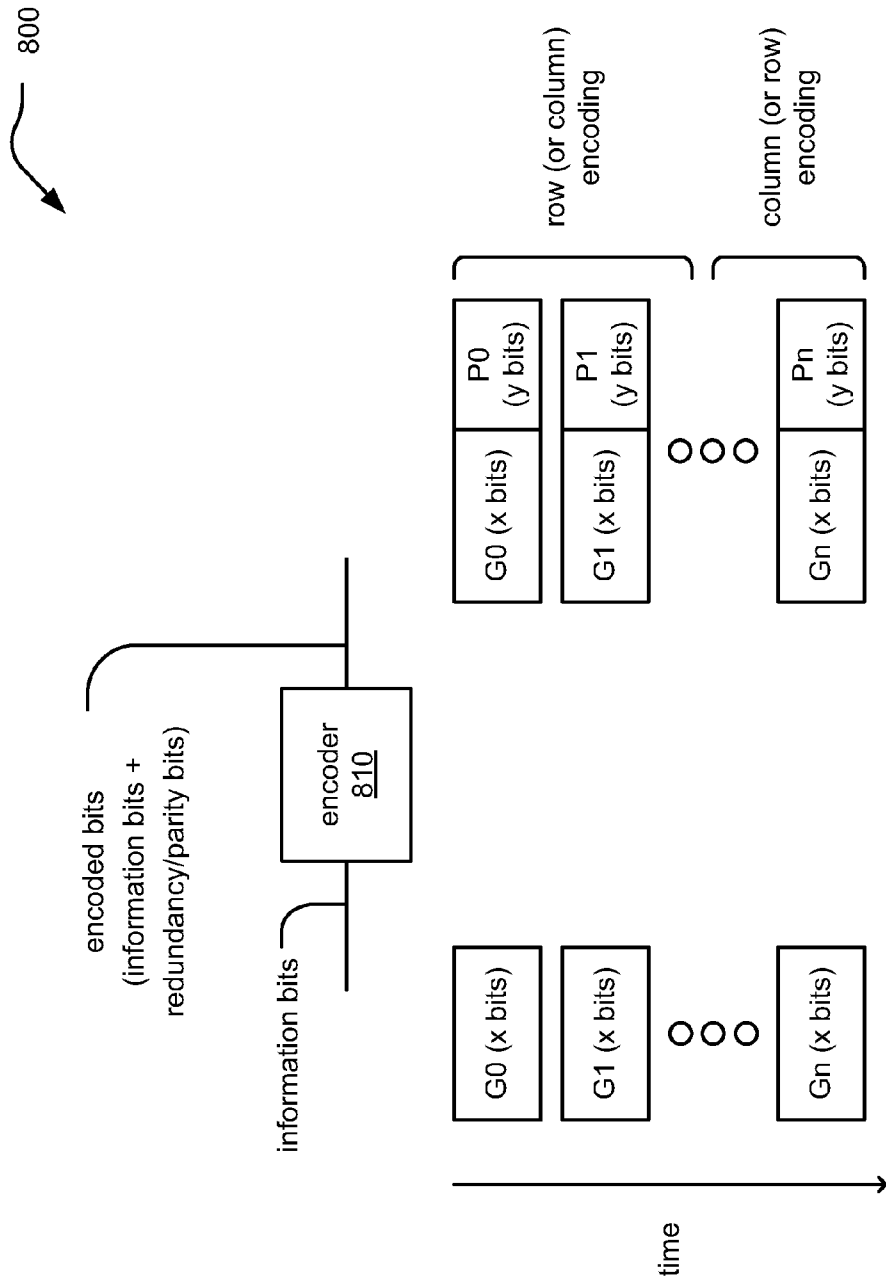 800
encoded bits
(information bits +
redundancy/parity bits)
information bits
encoder
810
time
G0 (x bits)
G1 (x bits)
Gn (x bits)
G0 (x bits)
P0
(y bits)
G1 (x bits)
P1
(y bits)
Gn (x bits)
Pn
(y bits)
row (or column)
encoding
column (or row)
encoding